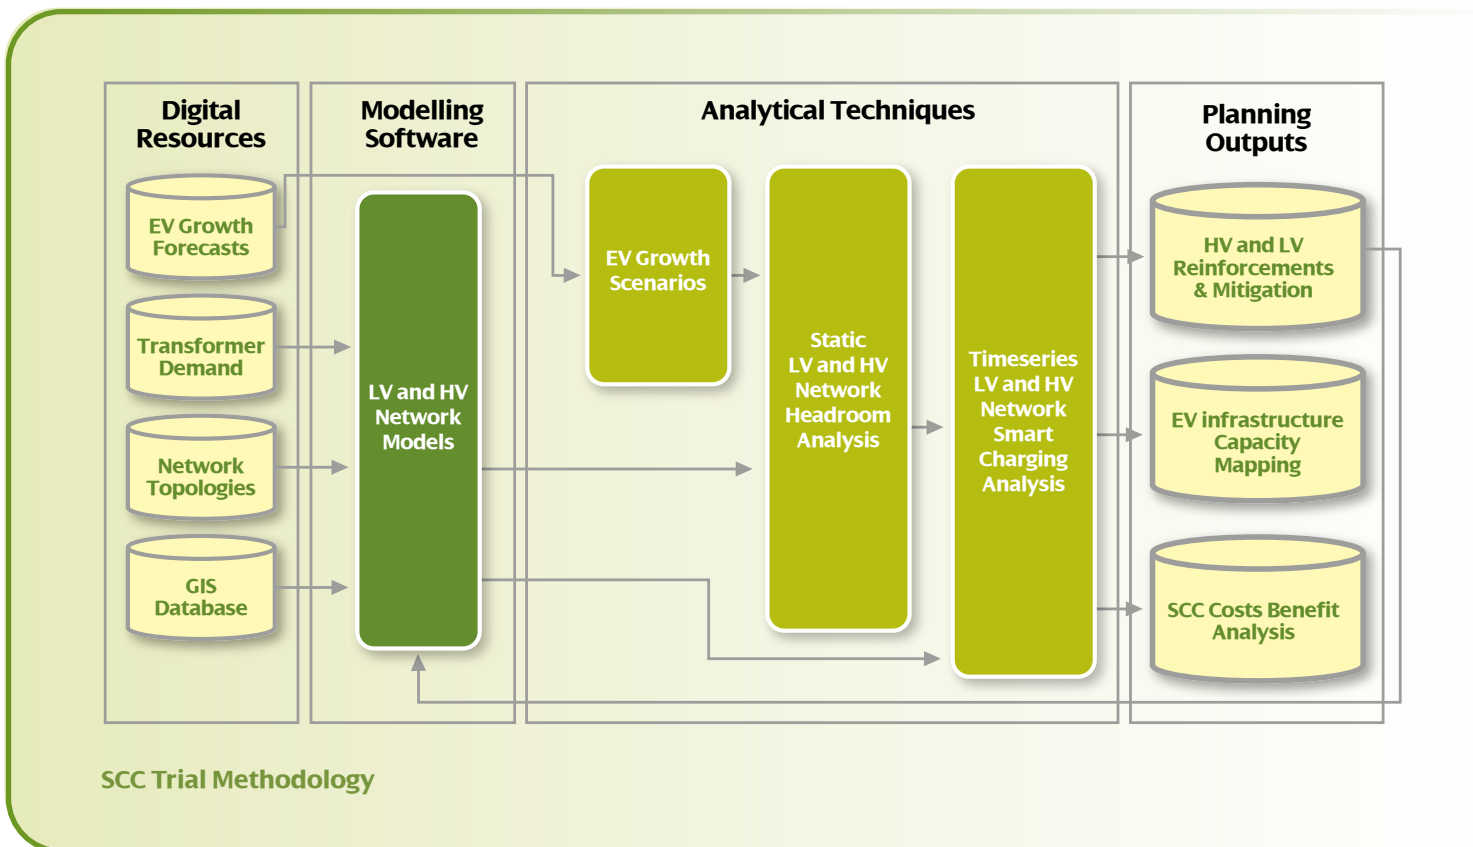 Digital
Resources
EV Growth
Forecasts
Transformer
Demand
Network
Topologies
GIS
Database
Modelling
Software
LV and HV
Network
Models
Analytical Techniques
EV Growth
Scenarios
Static
LV and HV
Network
Headroom
Analysis
Timeseries
LV and HV
Network
Smart
Charging
Analysis
Planning
Outputs
HV and LV
Reinforcements
& Mitigation
EV infrastructure
Capacity
Mapping
SCC Costs Benefit
Analysis
SCC Trial Methodology